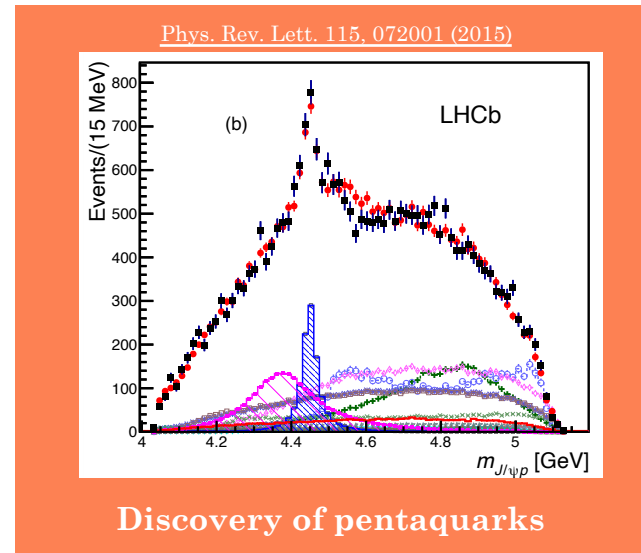 Phys. Rev. Lett. 115, 072001 (2015)
Events/(15 MeV)
800
700
600
500
400
300
200
100
0
(b)
LHCb
4 4.2 4.4 4.6 4.8 5
m_{J/ψp} [GeV]
Discovery of pentaquarks